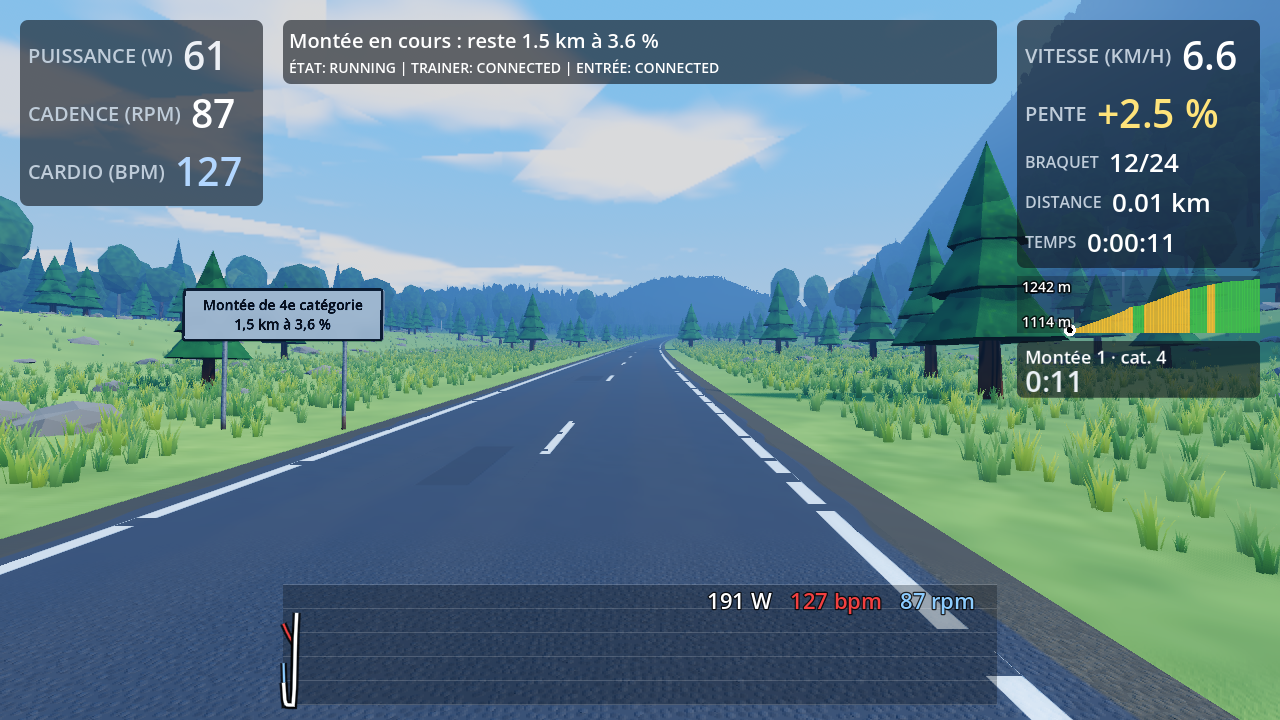 PUISSANCE (W) 61
CADENCE (RPM) 87
CARDIO (BPM) 127
Montée en cours : reste 1.5 km à 3.6 %
ÉTAT: RUNNING | TRAINER: CONNECTED | ENTRÉE: CONNECTED
VITESSE (KM/H) 6.6
PENTE +2.5 %
BRAQUET 12/24
DISTANCE 0.01 km
TEMPS 0:00:11
1242 m
1114 m
Montée 1 · cat. 4
0:11
Montée de 4e catégorie
1,5 km à 3,6 %
191 W 127 bpm 87 rpm